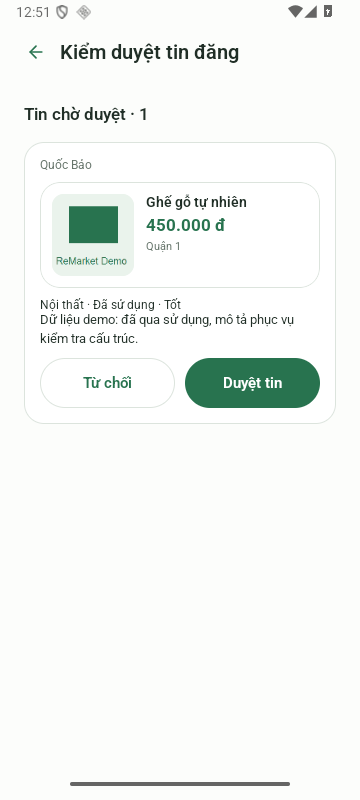 12:51
Kiểm duyệt tin đăng
Tin chờ duyệt · 1
Quốc Bảo
ReMarket Demo
Ghế gỗ tự nhiên
450.000 đ
Quận 1
Nội thất · Đã sử dụng · Tốt
Dữ liệu demo: đã qua sử dụng, mô tả phục vụ
kiểm tra cấu trúc.
Từ chối
Duyệt tin